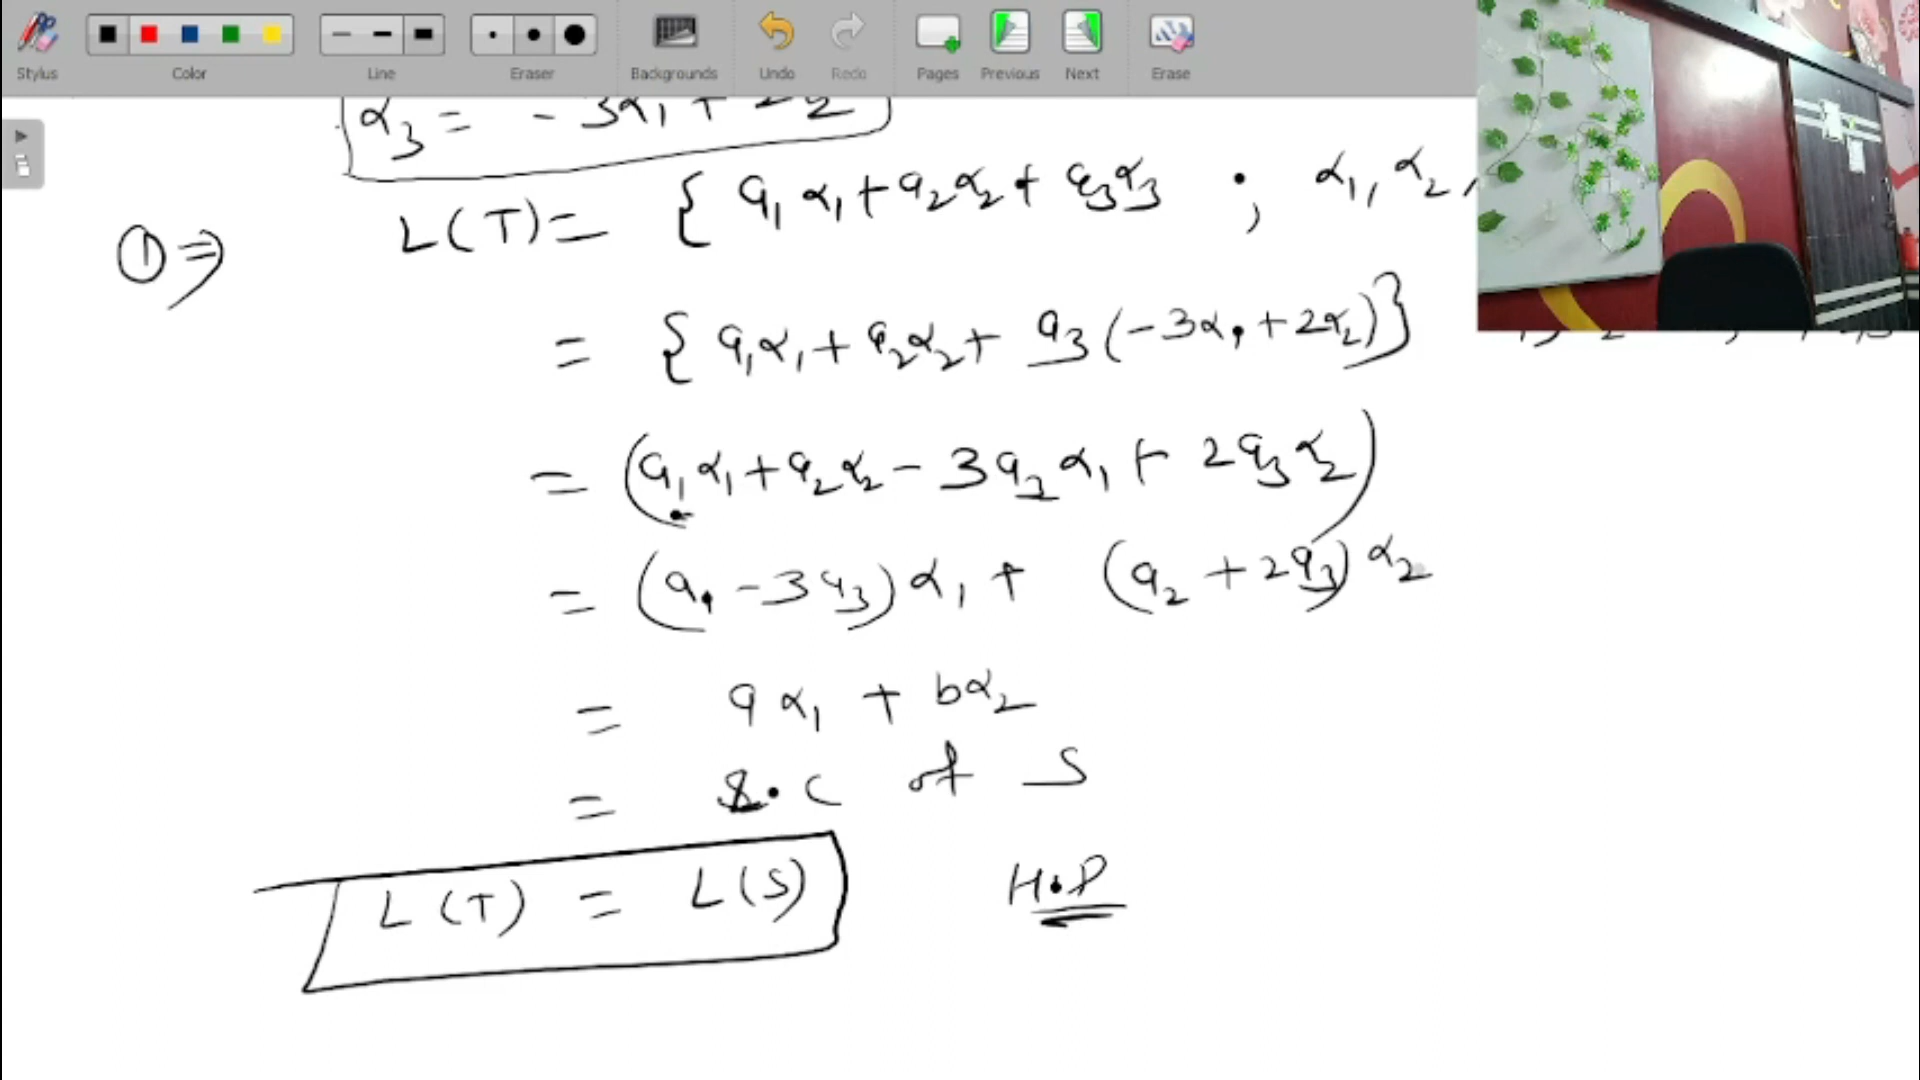 Stylus Color Line Eraser Backgrounds Undo Redo Pages Previous Next Erase
α₃ = - 3α₁ + 2α₂
① ⇒ L(T) = { a₁α₁ + a₂α₂ + a₃α₃ ; α₁, α₂,
= { a₁α₁ + a₂α₂ + a₃(-3α₁ + 2α₂)}
= (a₁α₁ + a₂α₂ - 3a₃α₁ + 2a₃α₂)
= (a₁ - 3a₃)α₁ + (a₂ + 2a₃)α₂
= aα₁ + bα₂
= L.C of S
L(T) = L(S) H.P